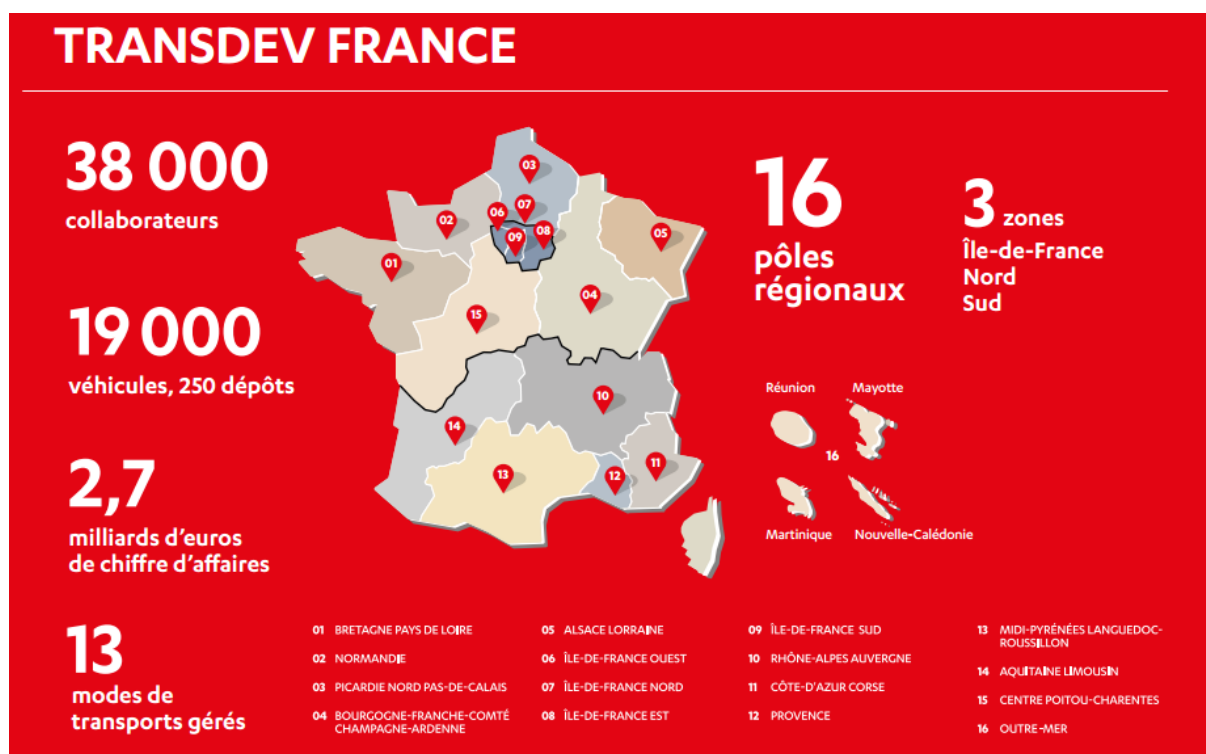 TRANSDEV FRANCE
38 000
collaborateurs
19 000
véhicules, 250 dépôts
2,7
milliards d'euros
de chiffre d'affaires
13
modes de
transports gérés
03
07
06
02
08
09
05
01
04
15
10
14
11
13
12
16
pôles
régionaux
3 zones
Île-de-France
Nord
Sud
Réunion
Mayotte
16
Martinique
Nouvelle-Calédonie
01 BRETAGNE PAYS DE LOIRE
02 NORMANDIE
03 PICARDIE NORD PAS-DE-CALAIS
04 BOURGOGNE-FRANCHE-COMTÉ
CHAMPAGNE-ARDENNE
05 ALSACE LORRAINE
06 ÎLE-DE-FRANCE OUEST
07 ÎLE-DE-FRANCE NORD
08 ÎLE-DE-FRANCE EST
09 ÎLE-DE-FRANCE SUD
10 RHÔNE-ALPES AUVERGNE
11 CÔTE-D'AZUR CORSE
12 PROVENCE
13 MIDI-PYRÉNÉES LANGUEDOC-
ROUSSILLON
14 AQUITAINE LIMOUSIN
15 CENTRE POITOU-CHARENTES
16 OUTRE-MER